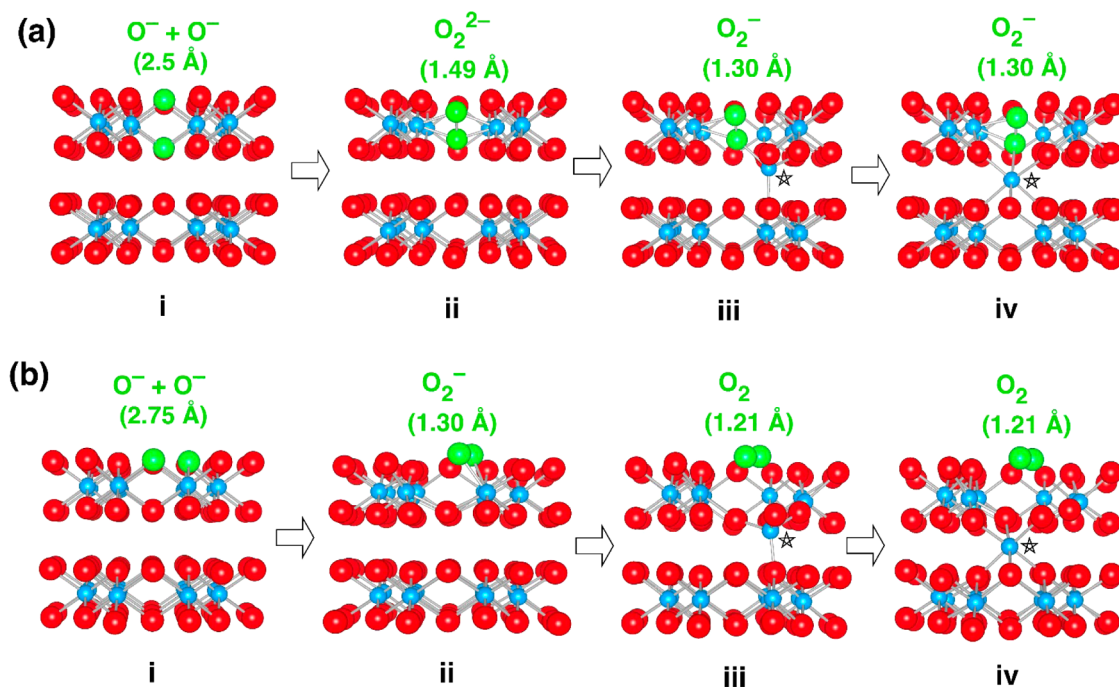 (a)
O⁻ + O⁻
(2.5 Å)
O₂²⁻
(1.49 Å)
O₂⁻
(1.30 Å)
O₂⁻
(1.30 Å)
i
ii
iii
iv
(b)
O⁻ + O⁻
(2.75 Å)
O₂⁻
(1.30 Å)
O₂
(1.21 Å)
O₂
(1.21 Å)
i
ii
iii
iv